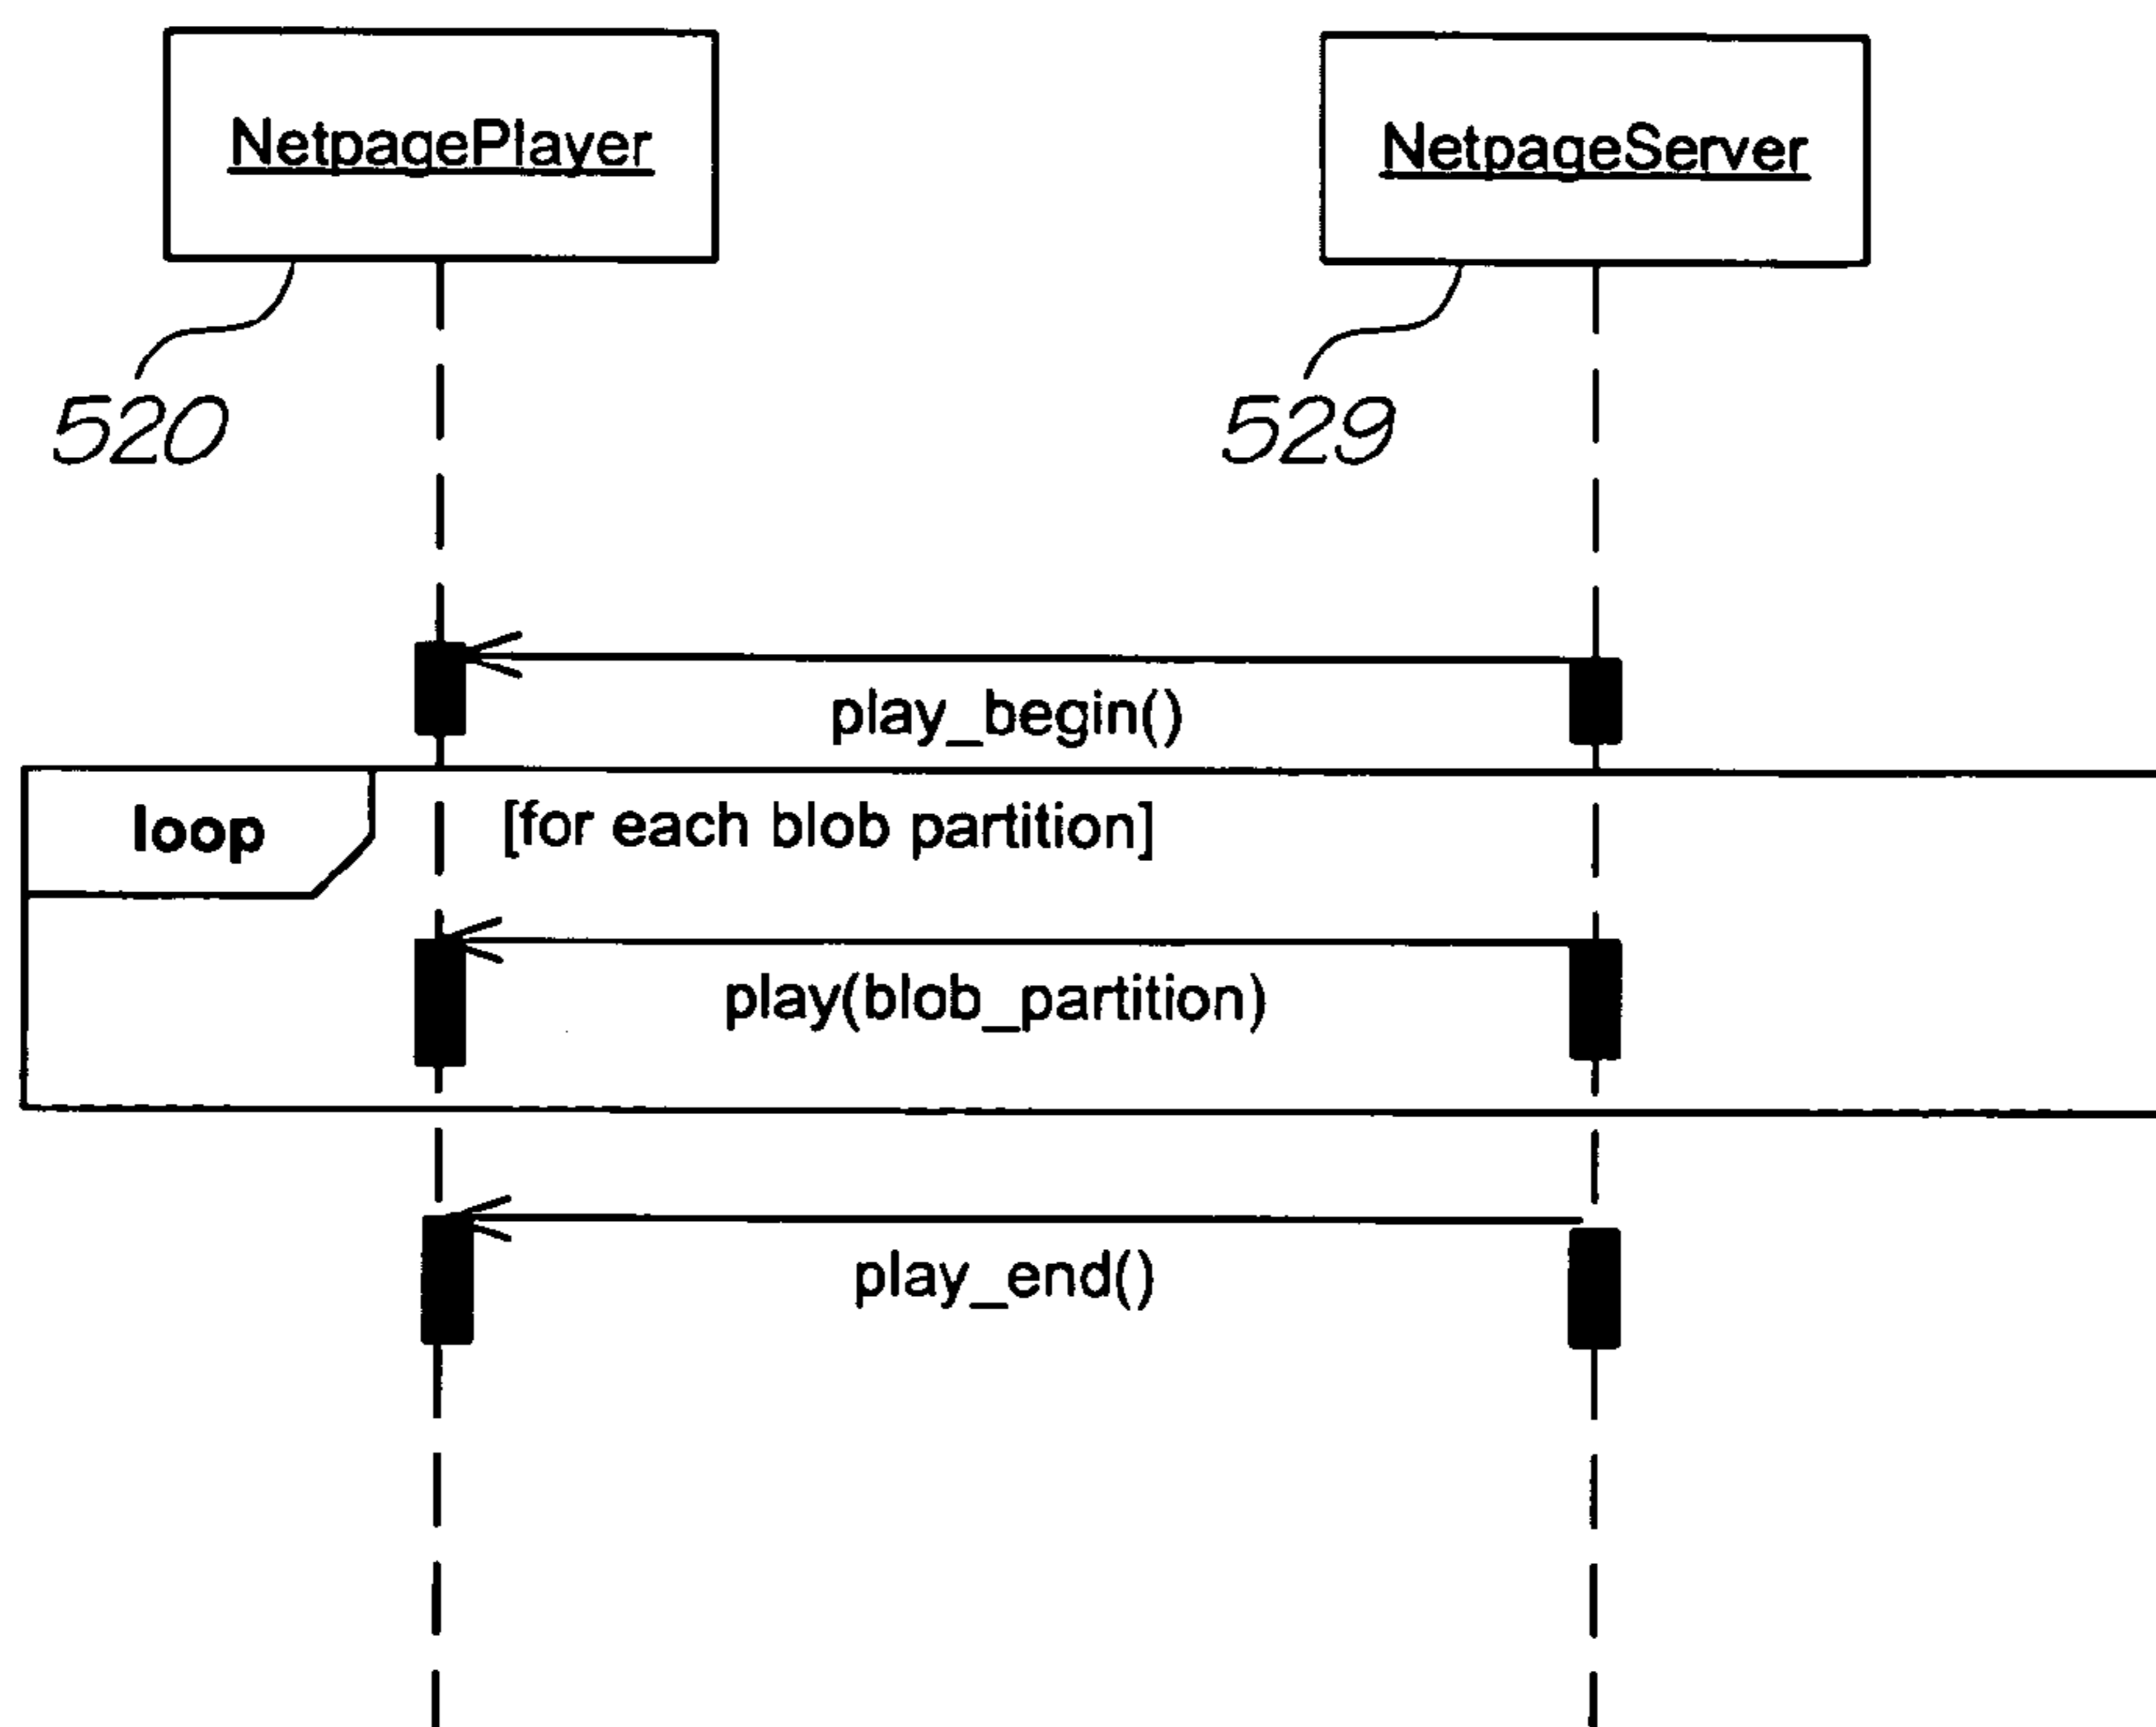 NetpagePlayer
NetpageServer
520
529
play_begin()
loop
[for each blob partition]
play(blob_partition)
play_end()